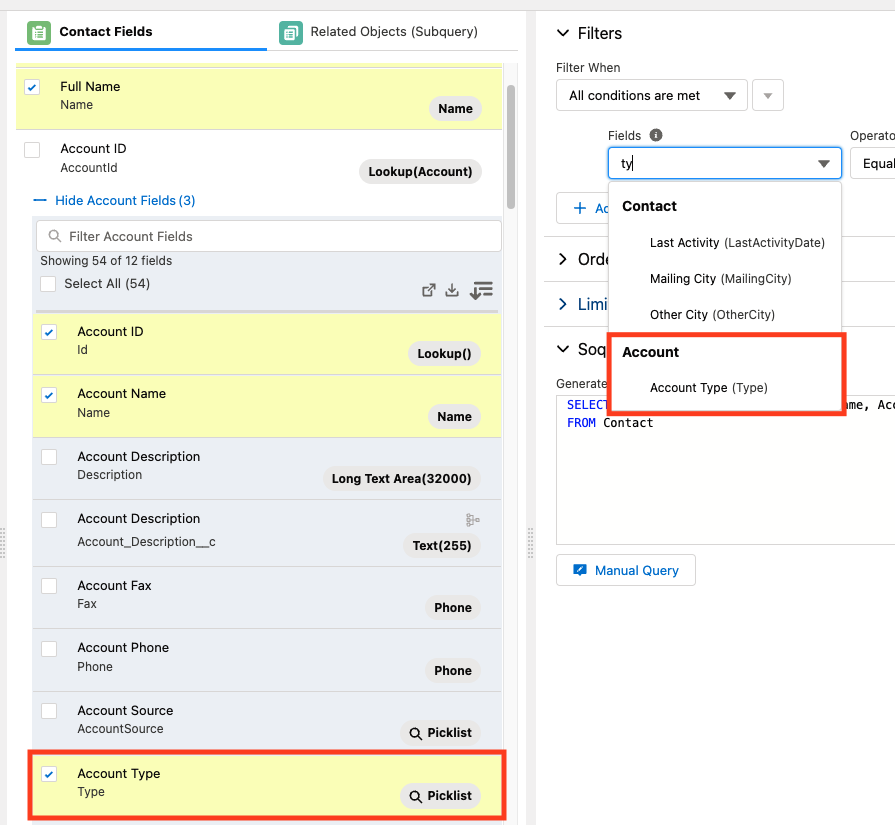 Contact Fields
Related Objects (Subquery)
Full Name
Name
Name
Account ID
AccountId
Lookup(Account)
Hide Account Fields (3)
Filter Account Fields
Showing 54 of 12 fields
Select All (54)
Account ID
Id
Lookup()
Account Name
Name
Name
Account Description
Description
Long Text Area(32000)
Account Description
Account_Description__c
Text(255)
Account Fax
Fax
Phone
Account Phone
Phone
Phone
Account Source
AccountSource
Picklist
Account Type
Type
Picklist
Filters
Filter When
All conditions are met
Fields
Operato
ty
Equal
+ Ad
Contact
Last Activity (LastActivityDate)
Mailing City (MailingCity)
Other City (OtherCity)
Account
Account Type (Type)
Orde
Limi
Soq
Generate
SELECT
ame, Acc
FROM Contact
Manual Query